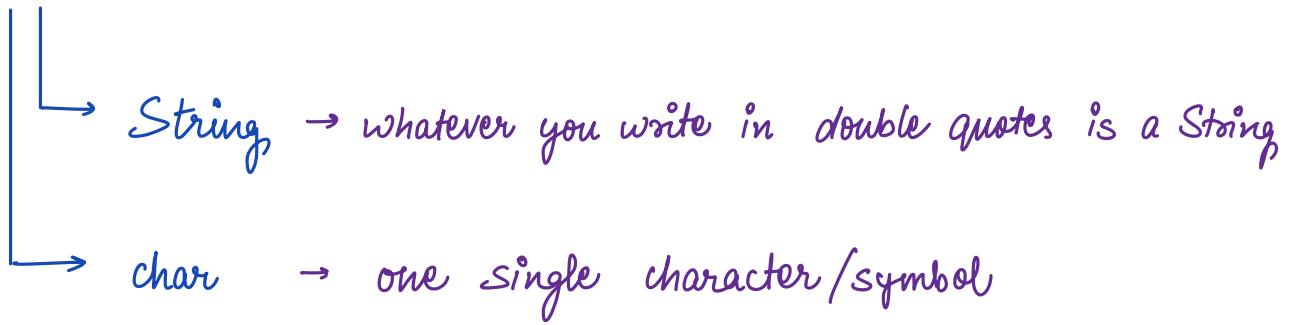 String → whatever you write in double quotes is a String
char → one single character/symbol